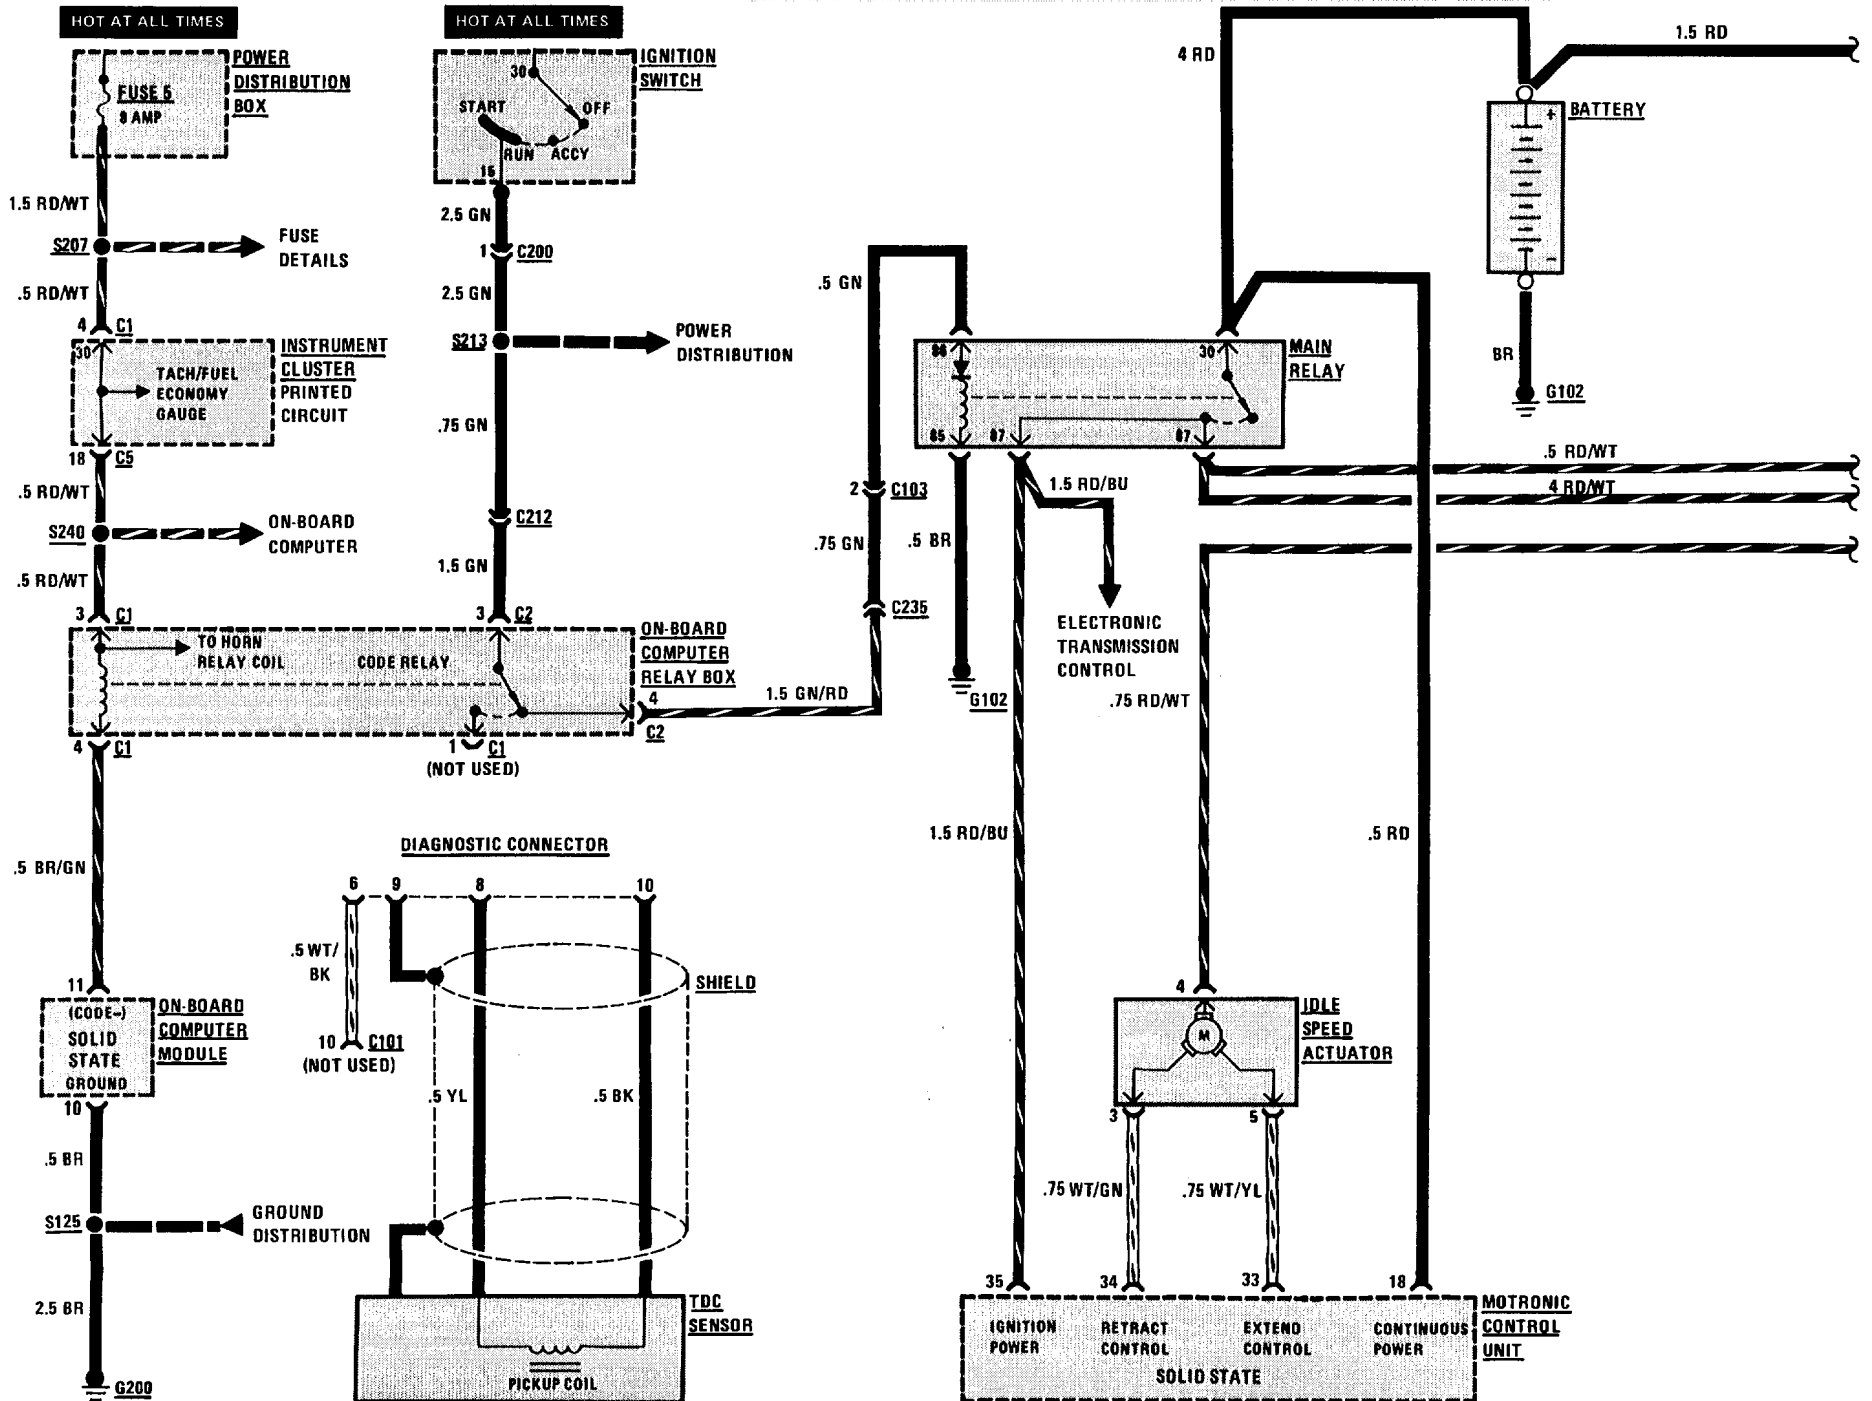 HOT AT ALL TIMES
FUSE 5
8 AMP
POWER
DISTRIBUTION
BOX
1.5 RD/WT
S207
FUSE
DETAILS
.5 RD/WT
4
C1
30
TACH/FUEL
ECONOMY
GAUGE
INSTRUMENT
CLUSTER
PRINTED
CIRCUIT
18
C5
.5 RD/WT
S240
ON-BOARD
COMPUTER
.5 RD/WT
3
C1
TO HORN
RELAY COIL
CODE RELAY
ON-BOARD
COMPUTER
RELAY BOX
4
C1
1
C1
(NOT USED)
4
C2
1.5 GN/RD
.5 BR/GN
11
(CODE-)
SOLID
STATE
GROUND
ON-BOARD
COMPUTER
MODULE
10
.5 BR
S125
GROUND
DISTRIBUTION
2.5 BR
G200
HOT AT ALL TIMES
IGNITION
SWITCH
30
START
OFF
RUN
ACCY
15
2.5 GN
1
C200
2.5 GN
S213
POWER
DISTRIBUTION
.75 GN
C212
1.5 GN
3
C2
DIAGNOSTIC CONNECTOR
6
9
8
10
.5 WT/
BK
10
C101
(NOT USED)
SHIELD
.5 YL
.5 BK
TDC
SENSOR
PICKUP COIL
4 RD
1.5 RD
BATTERY
+
-
BR
G102
.5 GN
2
C103
.75 GN
C235
86
30
MAIN
RELAY
85
87
87
.5 BR
G102
1.5 RD/BU
ELECTRONIC
TRANSMISSION
CONTROL
.5 RD/WT
4 RD/WT
.75 RD/WT
1.5 RD/BU
.5 RD
4
M
IDLE
SPEED
ACTUATOR
3
5
.75 WT/GN
.75 WT/YL
35
34
33
18
IGNITION
POWER
RETRACT
CONTROL
EXTEND
CONTROL
CONTINUOUS
POWER
SOLID STATE
MOTRONIC
CONTROL
UNIT